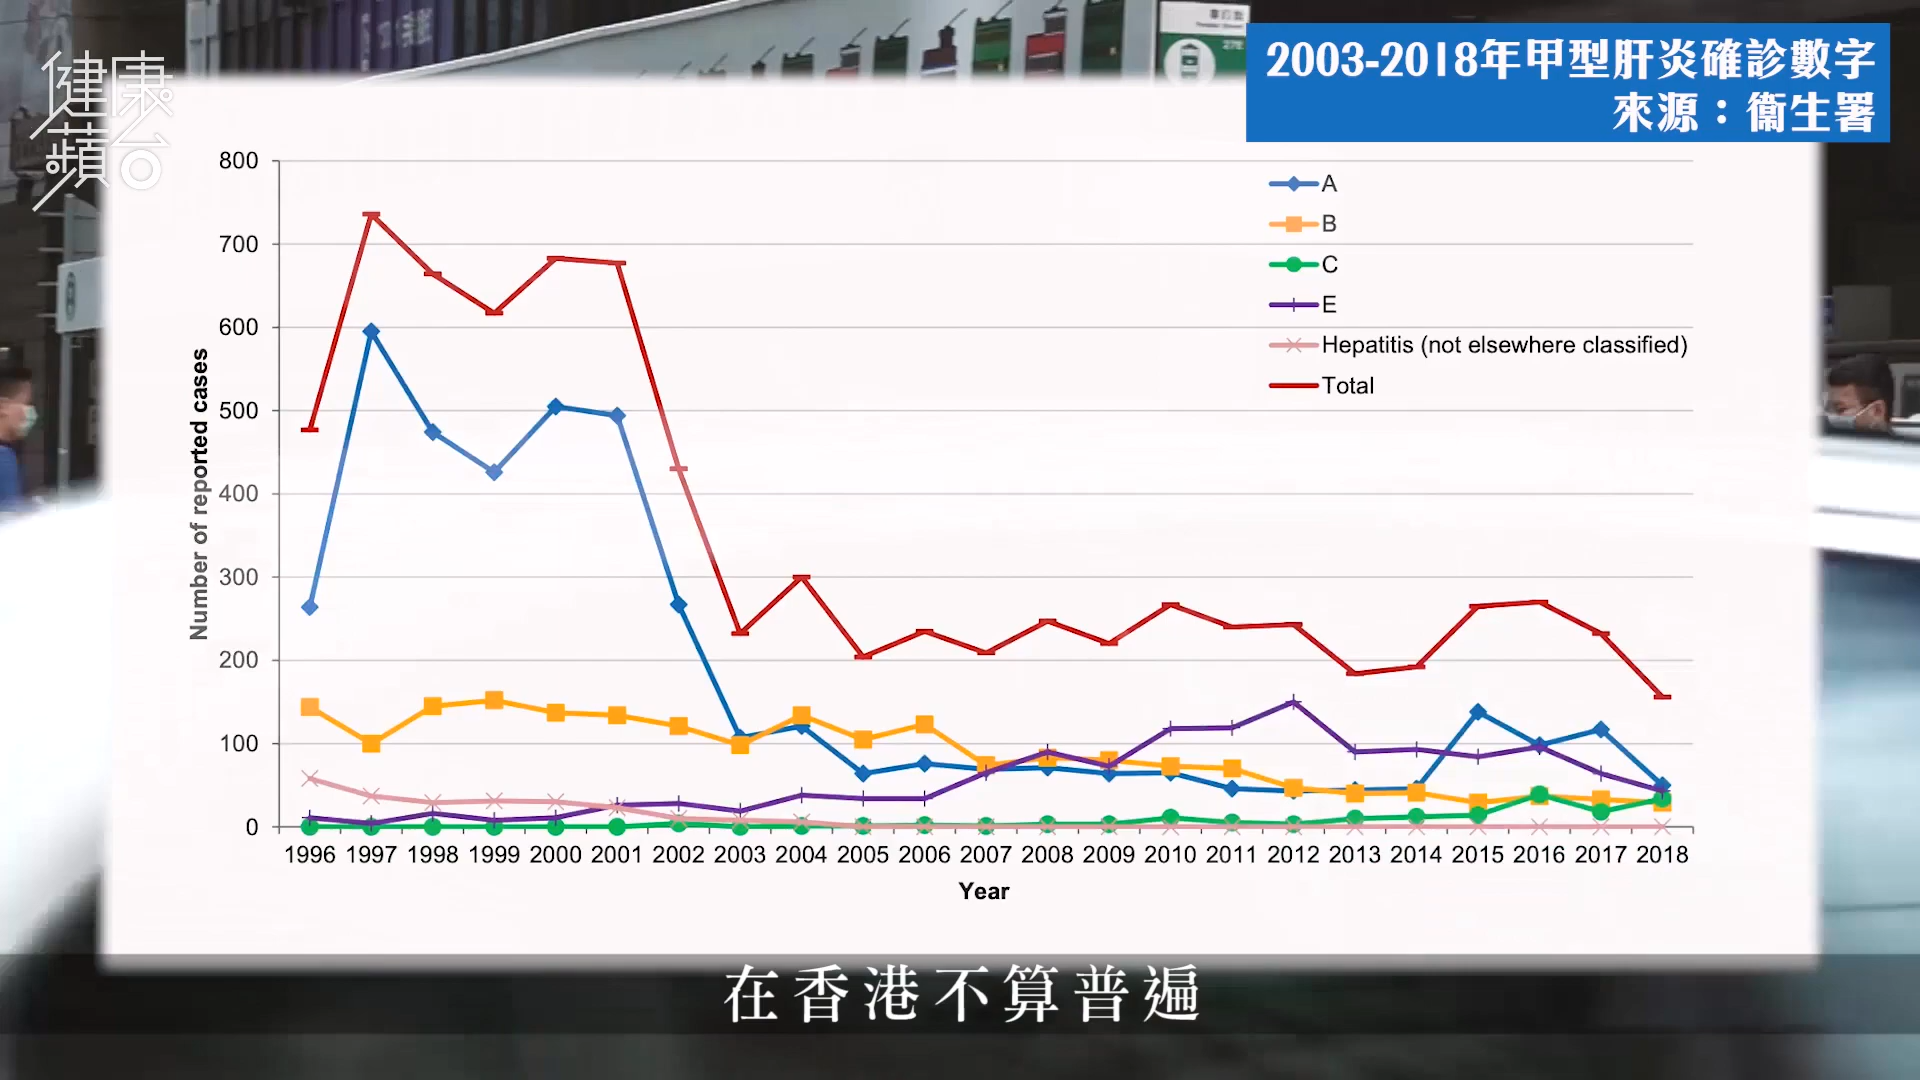 健康
蘋台
2003-2018年甲型肝炎確診數字
來源：衞生署
800
700
600
500
400
300
200
100
0
Number of reported cases
A
B
C
E
Hepatitis (not elsewhere classified)
Total
1996 1997 1998 1999 2000 2001 2002 2003 2004 2005 2006 2007 2008 2009 2010 2011 2012 2013 2014 2015 2016 2017 2018
Year
在香港不算普遍